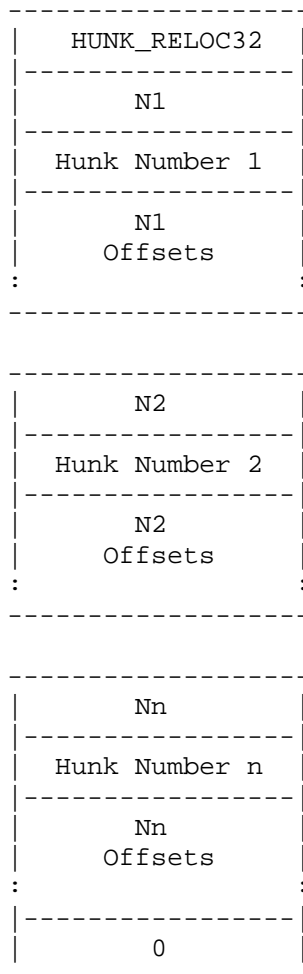 HUNK_RELOC32
N1
Hunk Number 1
N1
Offsets
N2
Hunk Number 2
N2
Offsets
Nn
Hunk Number n
Nn
Offsets
0